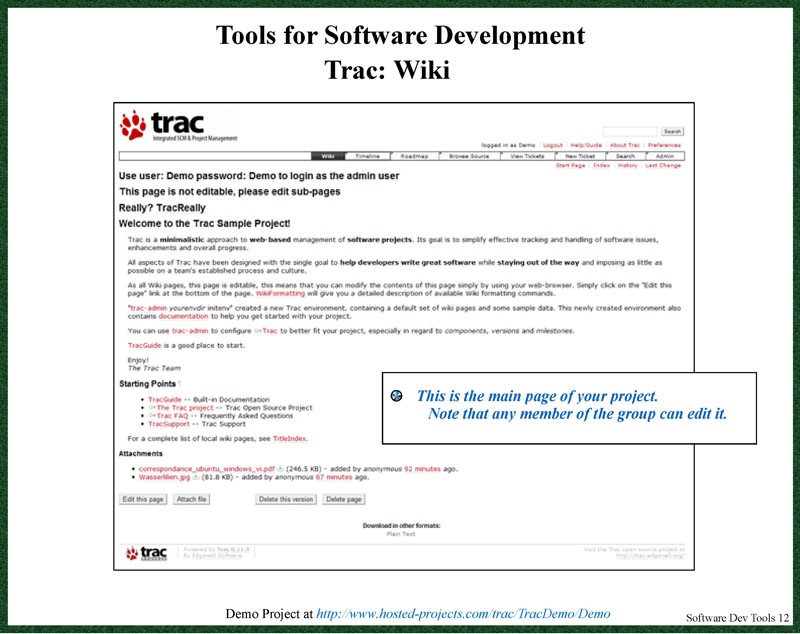 Tools for Software Development
Trac: Wiki
trac
Integrated SCM & Project Management
Search
logged in as Demo Logout Help/Guide About Trac Preferences
Wiki Timeline Roadmap Browse Source View Tickets New Ticket Search Admin
Start Page Index History Last Change
Use user: Demo password: Demo to login as the admin user
This page is not editable, please edit sub-pages
Really? TracReally
Welcome to the Trac Sample Project!
Trac is a minimalistic approach to web-based management of software projects. Its goal is to simplify effective tracking and handling of software issues,
enhancements and overall progress.
All aspects of Trac have been designed with the single goal to help developers write great software while staying out of the way and imposing as little as
possible on a team's established process and culture.
As all Wiki pages, this page is editable, this means that you can modify the contents of this page simply by using your web-browser. Simply click on the "Edit this
page" link at the bottom of the page. WikiFormatting will give you a detailed description of available Wiki formatting commands.
"trac-admin yourenvdir initenv" created a new Trac environment, containing a default set of wiki pages and some sample data. This newly created environment also
contains documentation to help you get started with your project.
You can use trac-admin to configure Trac to better fit your project, especially in regard to components, versions and milestones.
TracGuide is a good place to start.
Enjoy!
The Trac Team
Starting Points
• TracGuide -- Built-in Documentation
• The Trac project -- Trac Open Source Project
• Trac FAQ -- Frequently Asked Questions
• TracSupport -- Trac Support
For a complete list of local wiki pages, see TitleIndex.
This is the main page of your project.
Note that any member of the group can edit it.
Attachments
• correspondance_ubuntu_windows_vi.pdf (246.5 KB) - added by anonymous 92 minutes ago.
• Wasserlilien.jpg (81.8 KB) - added by anonymous 67 minutes ago.
Edit this page Attach file Delete this version Delete page
Download in other formats:
Plain Text
trac
POWERED
Powered by Trac 0.11.5
By Edgewall Software.
Visit the Trac open source project at
http://trac.edgewall.org/
Demo Project at http://www.hosted-projects.com/trac/TracDemo/Demo
Software Dev Tools 12